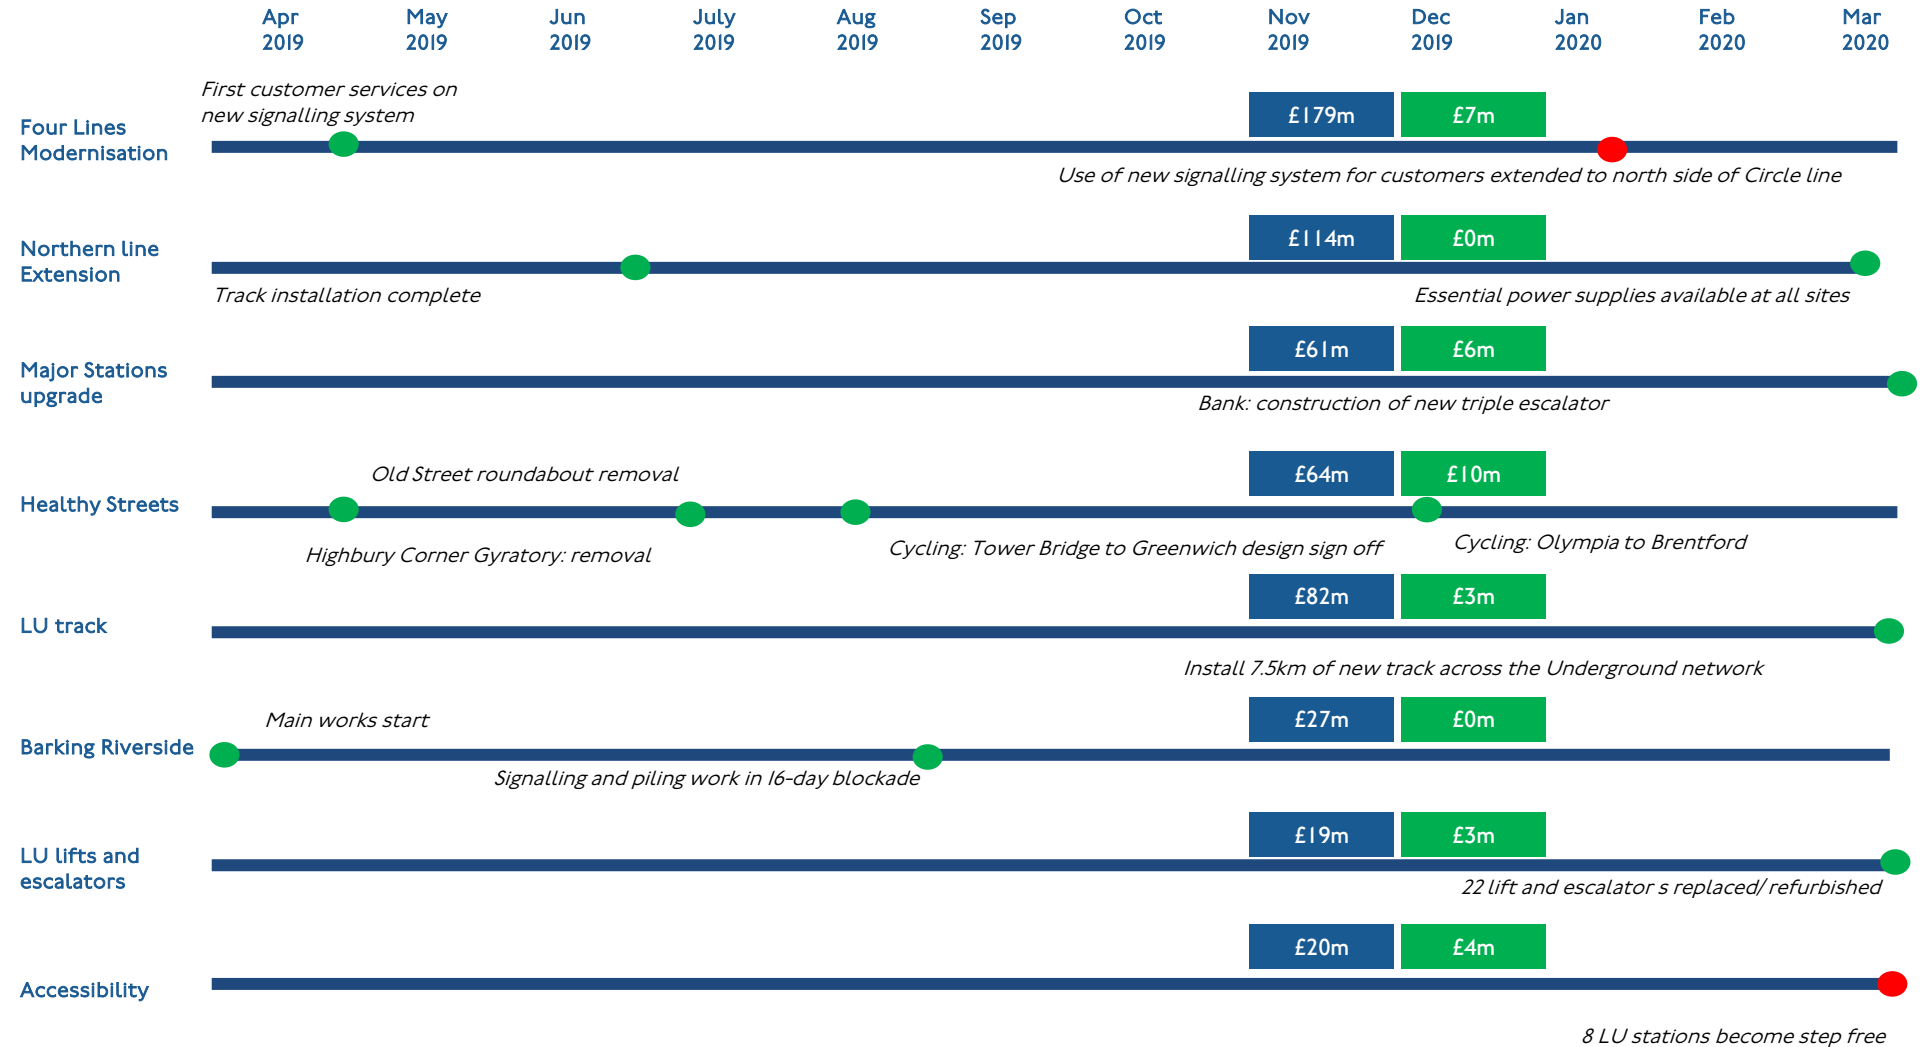 Apr May Jun July Aug Sep Oct Nov Dec Jan Feb Mar
2019 2019 2019 2019 2019 2019 2019 2019 2019 2020 2020 2020
First customer services on
new signalling system
Four Lines
Modernisation
£179m £7m
Use of new signalling system for customers extended to north side of Circle line
Northern line
Extension
£114m £0m
Track installation complete
Essential power supplies available at all sites
Major Stations
upgrade
£61m £6m
Bank: construction of new triple escalator
Old Street roundabout removal
£64m £10m
Healthy Streets
Highbury Corner Gyratory: removal
Cycling: Tower Bridge to Greenwich design sign off
Cycling: Olympia to Brentford
£82m £3m
LU track
Install 7.5km of new track across the Underground network
Main works start
£27m £0m
Barking Riverside
Signalling and piling work in 16-day blockade
£19m £3m
LU lifts and
escalators
22 lift and escalator s replaced/ refurbished
£20m £4m
Accessibility
8 LU stations become step free